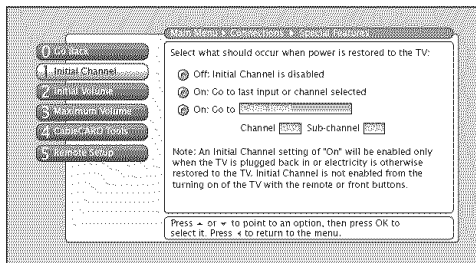 Main Menu ▸ Connections ▸ Special Features
0 Go Back
1 Initial Channel
2 Initial Volume
3 Maximum Volume
4 CableCARD Tools
5 Remote Setup
Select what should occur when power is restored to the TV:
Off: Initial Channel is disabled
On: Go to last input or channel selected
On: Go to
Channel Sub-channel
Note: An Initial Channel setting of "On" will be enabled only
when the TV is plugged back in or electricity is otherwise
restored to the TV. Initial Channel is not enabled from the
turning on of the TV with the remote or front buttons.
Press ▲ or ▼ to point to an option, then press OK to
select it. Press ◂ to return to the menu.